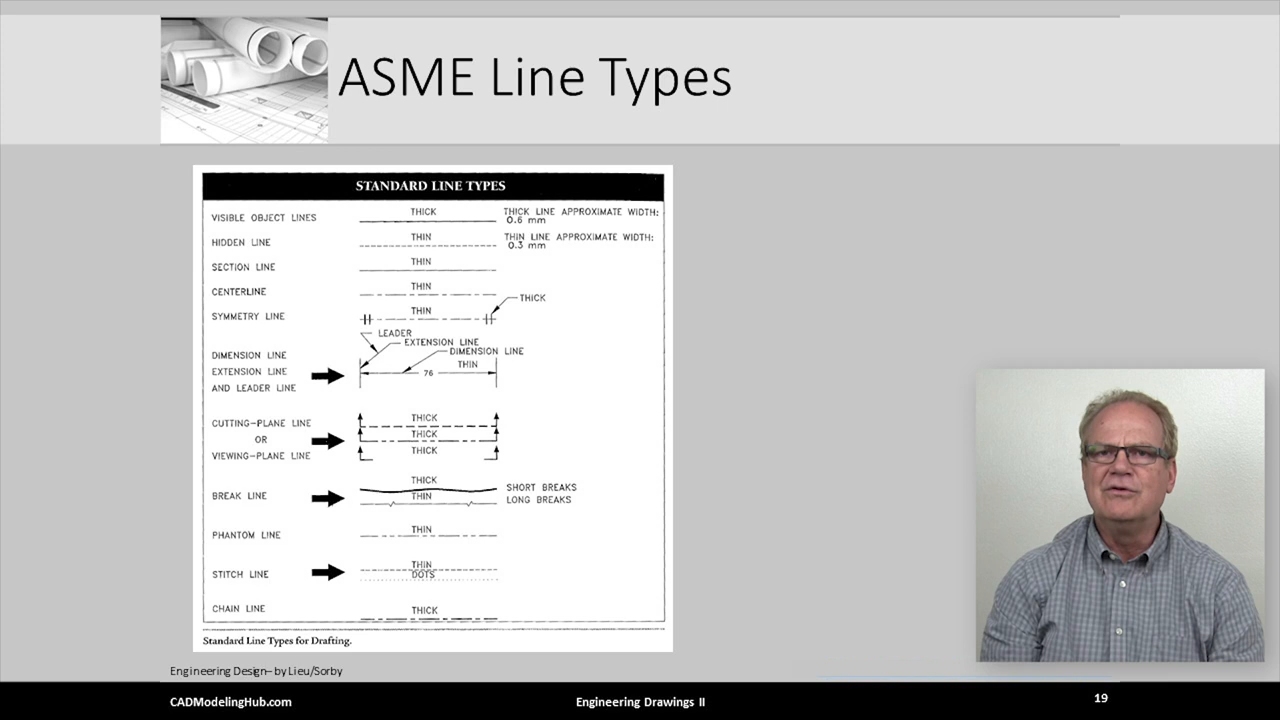 ASME Line Types
STANDARD LINE TYPES
VISIBLE OBJECT LINES THICK THICK LINE APPROXIMATE WIDTH:
0.6 mm
HIDDEN LINE THIN THIN LINE APPROXIMATE WIDTH:
0.3 mm
SECTION LINE THIN
CENTERLINE THIN
THICK
SYMMETRY LINE THIN
LEADER
EXTENSION LINE
DIMENSION LINE DIMENSION LINE
THIN
EXTENSION LINE 76
AND LEADER LINE
CUTTING-PLANE LINE THICK
OR THICK
VIEWING-PLANE LINE THICK
THICK
SHORT BREAKS
BREAK LINE THIN LONG BREAKS
PHANTOM LINE THIN
THIN
STITCH LINE DOTS
CHAIN LINE THICK
Standard Line Types for Drafting.
Engineering Design– by Lieu/Sorby
CADModelingHub.com Engineering Drawings II 19